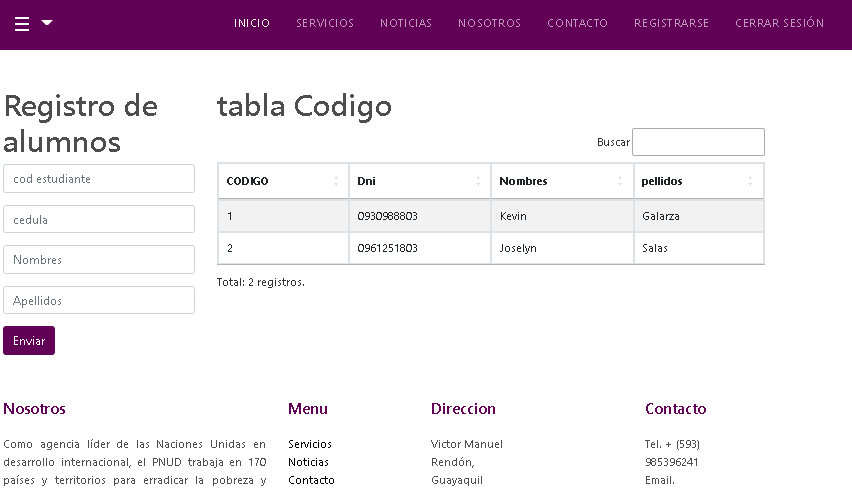 INICIO SERVICIOS NOTICIAS NOSOTROS CONTACTO REGISTRARSE CERRAR SESIÓN
Registro de
alumnos
cod estudiante
cedula
Nombres
Apellidos
Enviar
tabla Codigo
Buscar
CODIGO Dni Nombres pellidos
1 0930988803 Kevin Galarza
2 0961251803 Joselyn Salas
Total: 2 registros.
Nosotros
Como agencia líder de las Naciones Unidas en
desarrollo internacional, el PNUD trabaja en 170
países y territorios para erradicar la pobreza y
Menu
Servicios
Noticias
Contacto
Direccion
Victor Manuel
Rendón,
Guayaquil
Contacto
Tel. + (593)
985396241
Email.